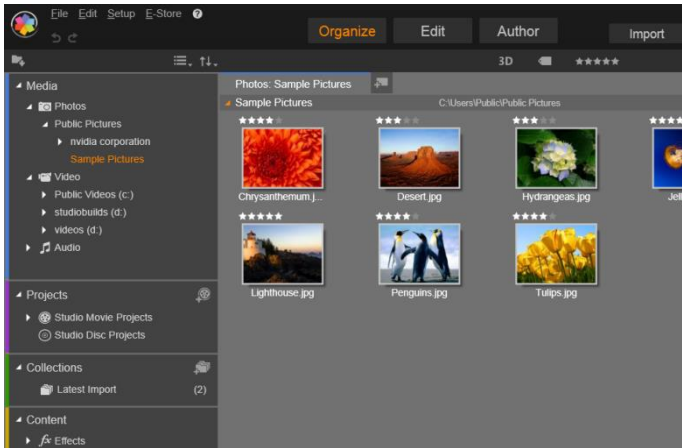 File Edit Setup E-Store ?
Organize Edit Author Import
3D
Media
Photos
Public Pictures
nvidia corporation
Sample Pictures
Video
Public Videos (c:)
studiobuilds (d:)
videos (d:)
Audio
Projects
Studio Movie Projects
Studio Disc Projects
Collections
Latest Import (2)
Content
fx Effects
Photos: Sample Pictures
Sample Pictures C:\Users\Public\Public Pictures
Chrysanthemum.j... Desert.jpg Hydrangeas.jpg Jell
Lighthouse.jpg Penguins.jpg Tulips.jpg